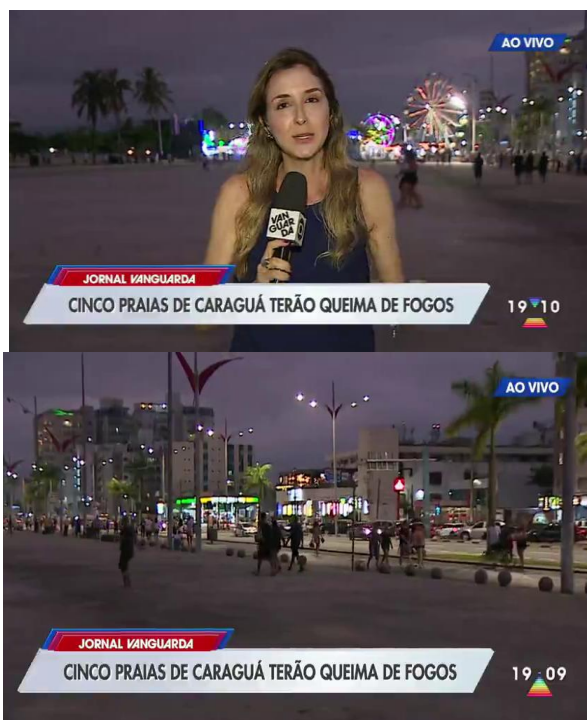 AO VIVO
VAN
GUAR
DA
JORNAL VANGUARDA
CINCO PRAIAS DE CARAGUÁ TERÃO QUEIMA DE FOGOS
19 10
AO VIVO
JORNAL VANGUARDA
CINCO PRAIAS DE CARAGUÁ TERÃO QUEIMA DE FOGOS
19 09